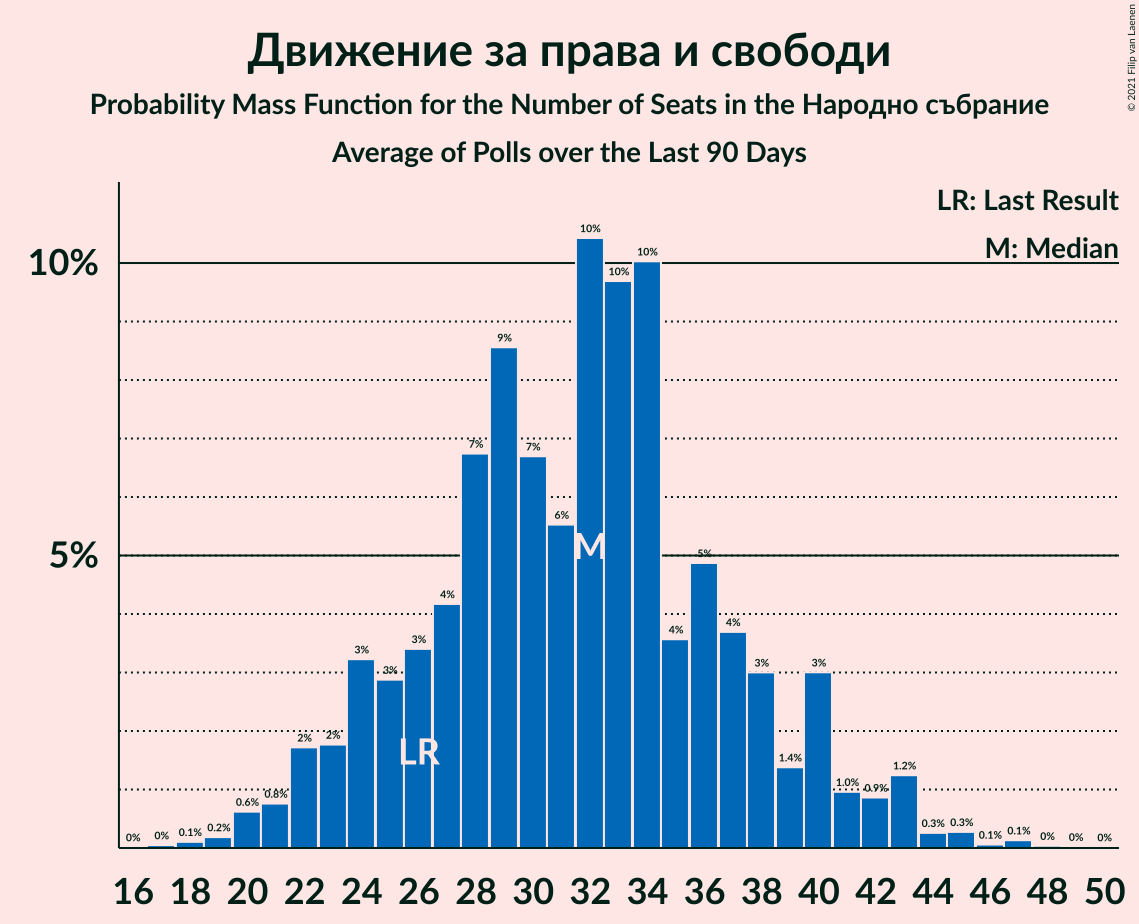 Движение за права и свободи
Probability Mass Function for the Number of Seats in the Народно събрание
Average of Polls over the Last 90 Days
© 2021 Filip van Laenen
LR: Last Result
M: Median
10%
5%
0% 0% 0.1% 0.2% 0.6% 0.8% 2% 2% 3% 3% 3% 4% 7% 9% 7% 6% 10% 10% 10% 4% 5% 4% 3% 1.4% 3% 1.0% 0.9% 1.2% 0.3% 0.3% 0.1% 0.1% 0% 0% 0%
M
LR
16 18 20 22 24 26 28 30 32 34 36 38 40 42 44 46 48 50